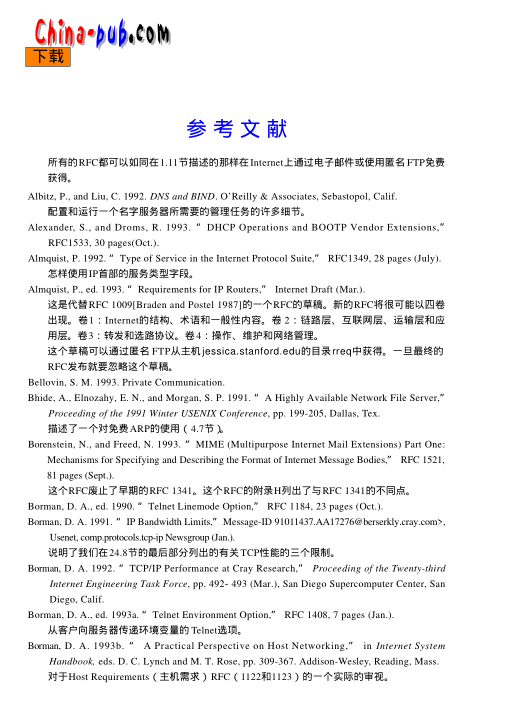 China-pub.com
下载
参考文献
所有的RFC都可以如同在1.11节描述的那样在Internet上通过电子邮件或使用匿名FTP免费
获得。
Albitz, P., and Liu, C. 1992. DNS and BIND. O’Reilly & Associates, Sebastopol, Calif.
配置和运行一个名字服务器所需要的管理任务的许多细节。
Alexander, S., and Droms, R. 1993. “ DHCP Operations and BOOTP Vendor Extensions,”
RFC1533, 30 pages(Oct.).
Almquist, P. 1992. “ Type of Service in the Internet Protocol Suite,” RFC1349, 28 pages (July).
怎样使用IP首部的服务类型字段。
Almquist, P., ed. 1993. “ Requirements for IP Routers,” Internet Draft (Mar.).
这是代替RFC 1009[Braden and Postel 1987]的一个RFC的草稿。新的RFC将很可能以四卷
出现。卷1：Internet的结构、术语和一般性内容。卷 2：链路层、互联网层、运输层和应
用层。卷3：转发和选路协议。卷4：操作、维护和网络管理。
这个草稿可以通过匿名 FTP从主机jessica.stanford.edu的目录rreq中获得。一旦最终的
RFC发布就要忽略这个草稿。
Bellovin, S. M. 1993. Private Communication.
Bhide, A., Elnozahy, E. N., and Morgan, S. P. 1991. “ A Highly Available Network File Server,”
Proceeding of the 1991 Winter USENIX Conference, pp. 199-205, Dallas, Tex.
描述了一个对免费ARP的使用（4.7节）。
Borenstein, N., and Freed, N. 1993. “ MIME (Multipurpose Internet Mail Extensions) Part One:
Mechanisms for Specifying and Describing the Format of Internet Message Bodies,” RFC 1521,
81 pages (Sept.).
这个RFC废止了早期的RFC 1341。这个RFC的附录H列出了与RFC 1341的不同点。
Borman, D. A., ed. 1990. “ Telnet Linemode Option,” RFC 1184, 23 pages (Oct.).
Borman, D. A. 1991. “ IP Bandwidth Limits,” Message-ID 91011437.AA17276@berserkly.cray.com>,
Usenet, comp.protocols.tcp-ip Newsgroup (Jan.).
说明了我们在24.8节的最后部分列出的有关TCP性能的三个限制。
Borman, D. A. 1992. “ TCP/IP Performance at Cray Research,” Proceeding of the Twenty-third
Internet Engineering Task Force, pp. 492- 493 (Mar.), San Diego Supercomputer Center, San
Diego, Calif.
Borman, D. A., ed. 1993a. “ Telnet Environment Option,” RFC 1408, 7 pages (Jan.).
从客户向服务器传递环境变量的Telnet选项。
Borman, D. A. 1993b. “ A Practical Perspective on Host Networking,” in Internet System
Handbook, eds. D. C. Lynch and M. T. Rose, pp. 309-367. Addison-Wesley, Reading, Mass.
对于Host Requirements（主机需求）RFC（1122和1123）的一个实际的审视。